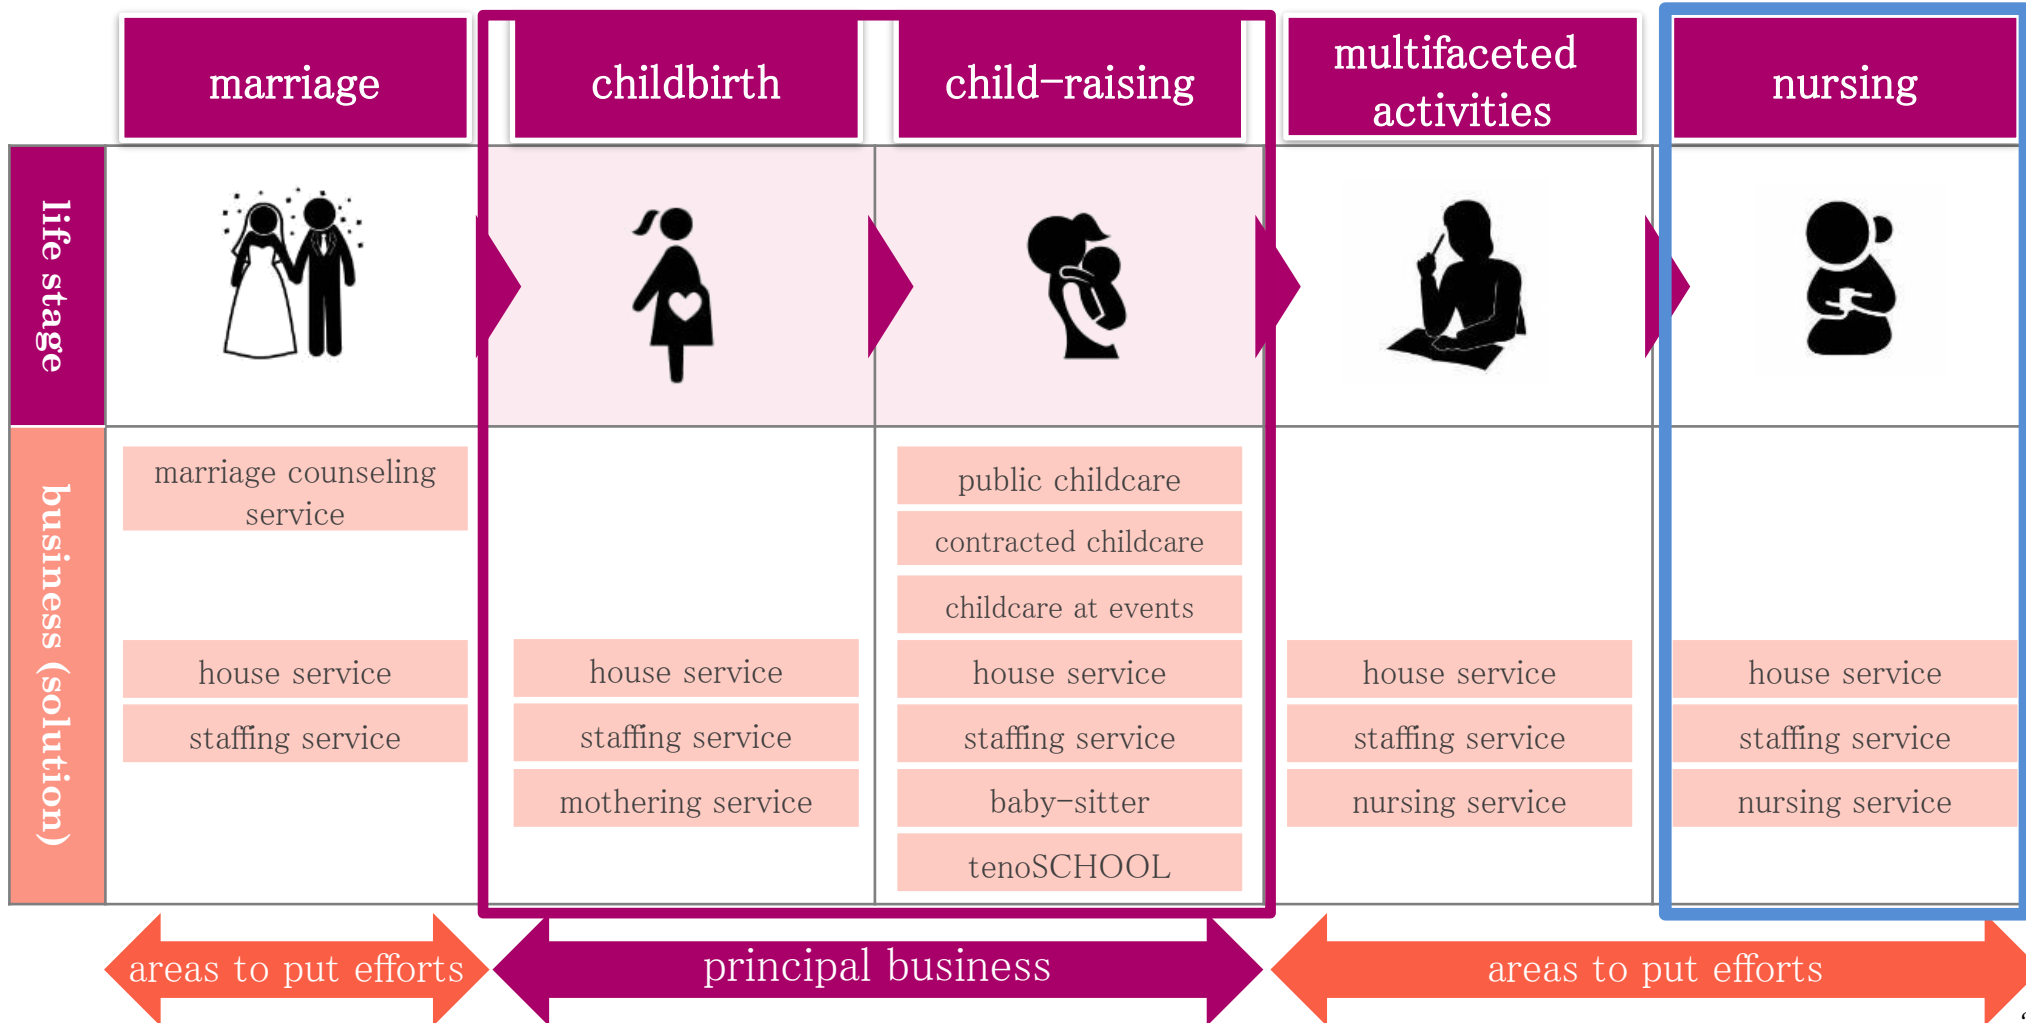 marriage
childbirth
child-raising
multifaceted
activities
nursing
life stage
business (solution)
marriage counseling
service
house service
staffing service
house service
staffing service
mothering service
public childcare
contracted childcare
childcare at events
house service
staffing service
baby-sitter
tenoSCHOOL
house service
staffing service
nursing service
house service
staffing service
nursing service
areas to put efforts
principal business
areas to put efforts